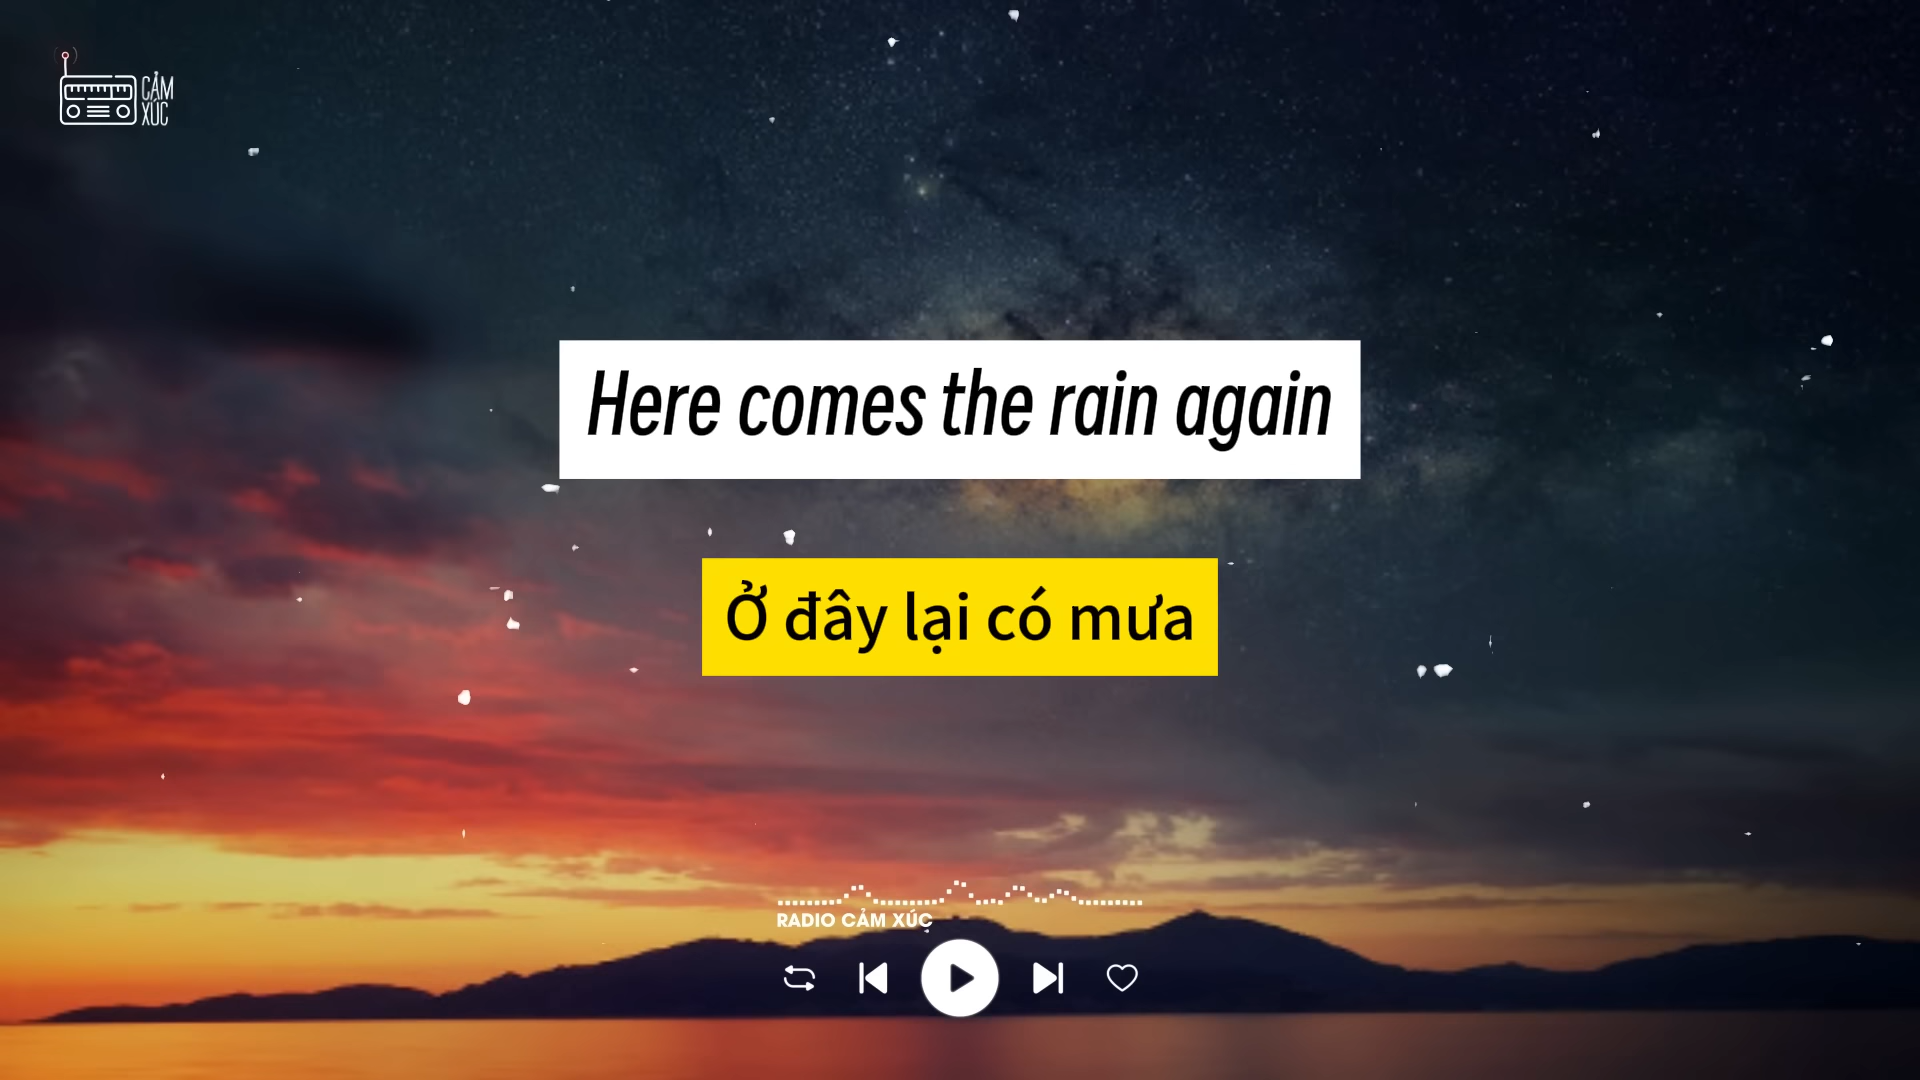 CẢM
XÚC
Here comes the rain again
Ở đây lại có mưa
RADIO CẢM XÚC